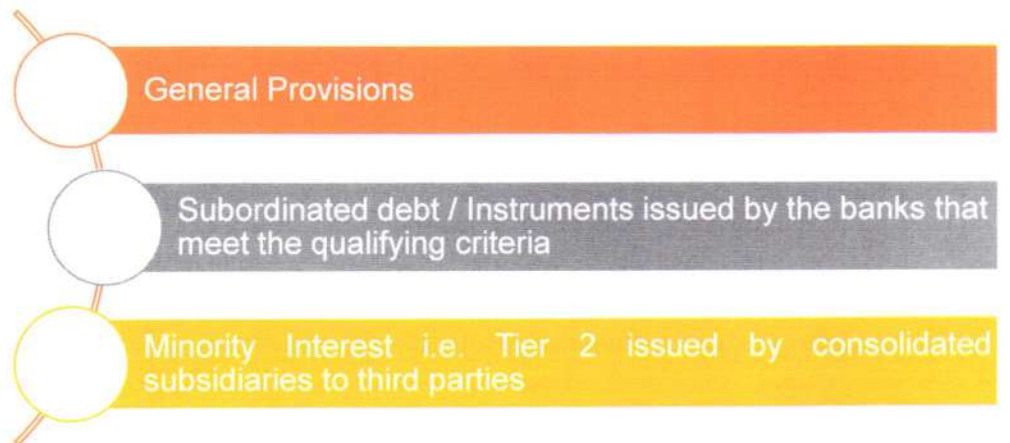 General Provisions
Subordinated debt / Instruments issued by the banks that
meet the qualifying criteria
Minority Interest i.e. Tier 2 issued by consolidated
subsidiaries to third parties